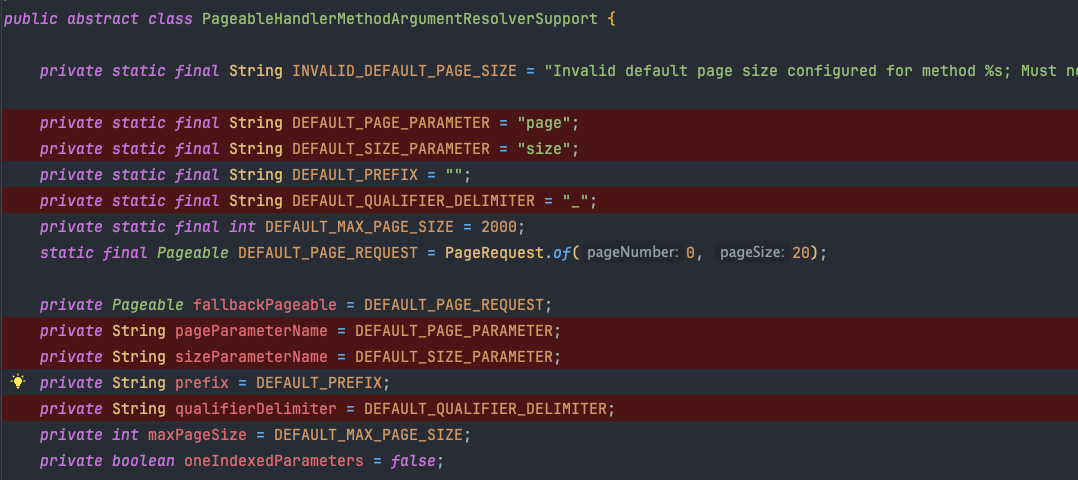 public abstract class PageableHandlerMethodArgumentResolverSupport {
private static final String INVALID_DEFAULT_PAGE_SIZE = "Invalid default page size configured for method %s; Must
private static final String DEFAULT_PAGE_PARAMETER = "page";
private static final String DEFAULT_SIZE_PARAMETER = "size";
private static final String DEFAULT_PREFIX = "";
private static final String DEFAULT_QUALIFIER_DELIMITER = "_";
private static final int DEFAULT_MAX_PAGE_SIZE = 2000;
static final Pageable DEFAULT_PAGE_REQUEST = PageRequest.of( pageNumber: 0, pageSize: 20);
private Pageable fallbackPageable = DEFAULT_PAGE_REQUEST;
private String pageParameterName = DEFAULT_PAGE_PARAMETER;
private String sizeParameterName = DEFAULT_SIZE_PARAMETER;
private String prefix = DEFAULT_PREFIX;
private String qualifierDelimiter = DEFAULT_QUALIFIER_DELIMITER;
private int maxPageSize = DEFAULT_MAX_PAGE_SIZE;
private boolean oneIndexedParameters = false;